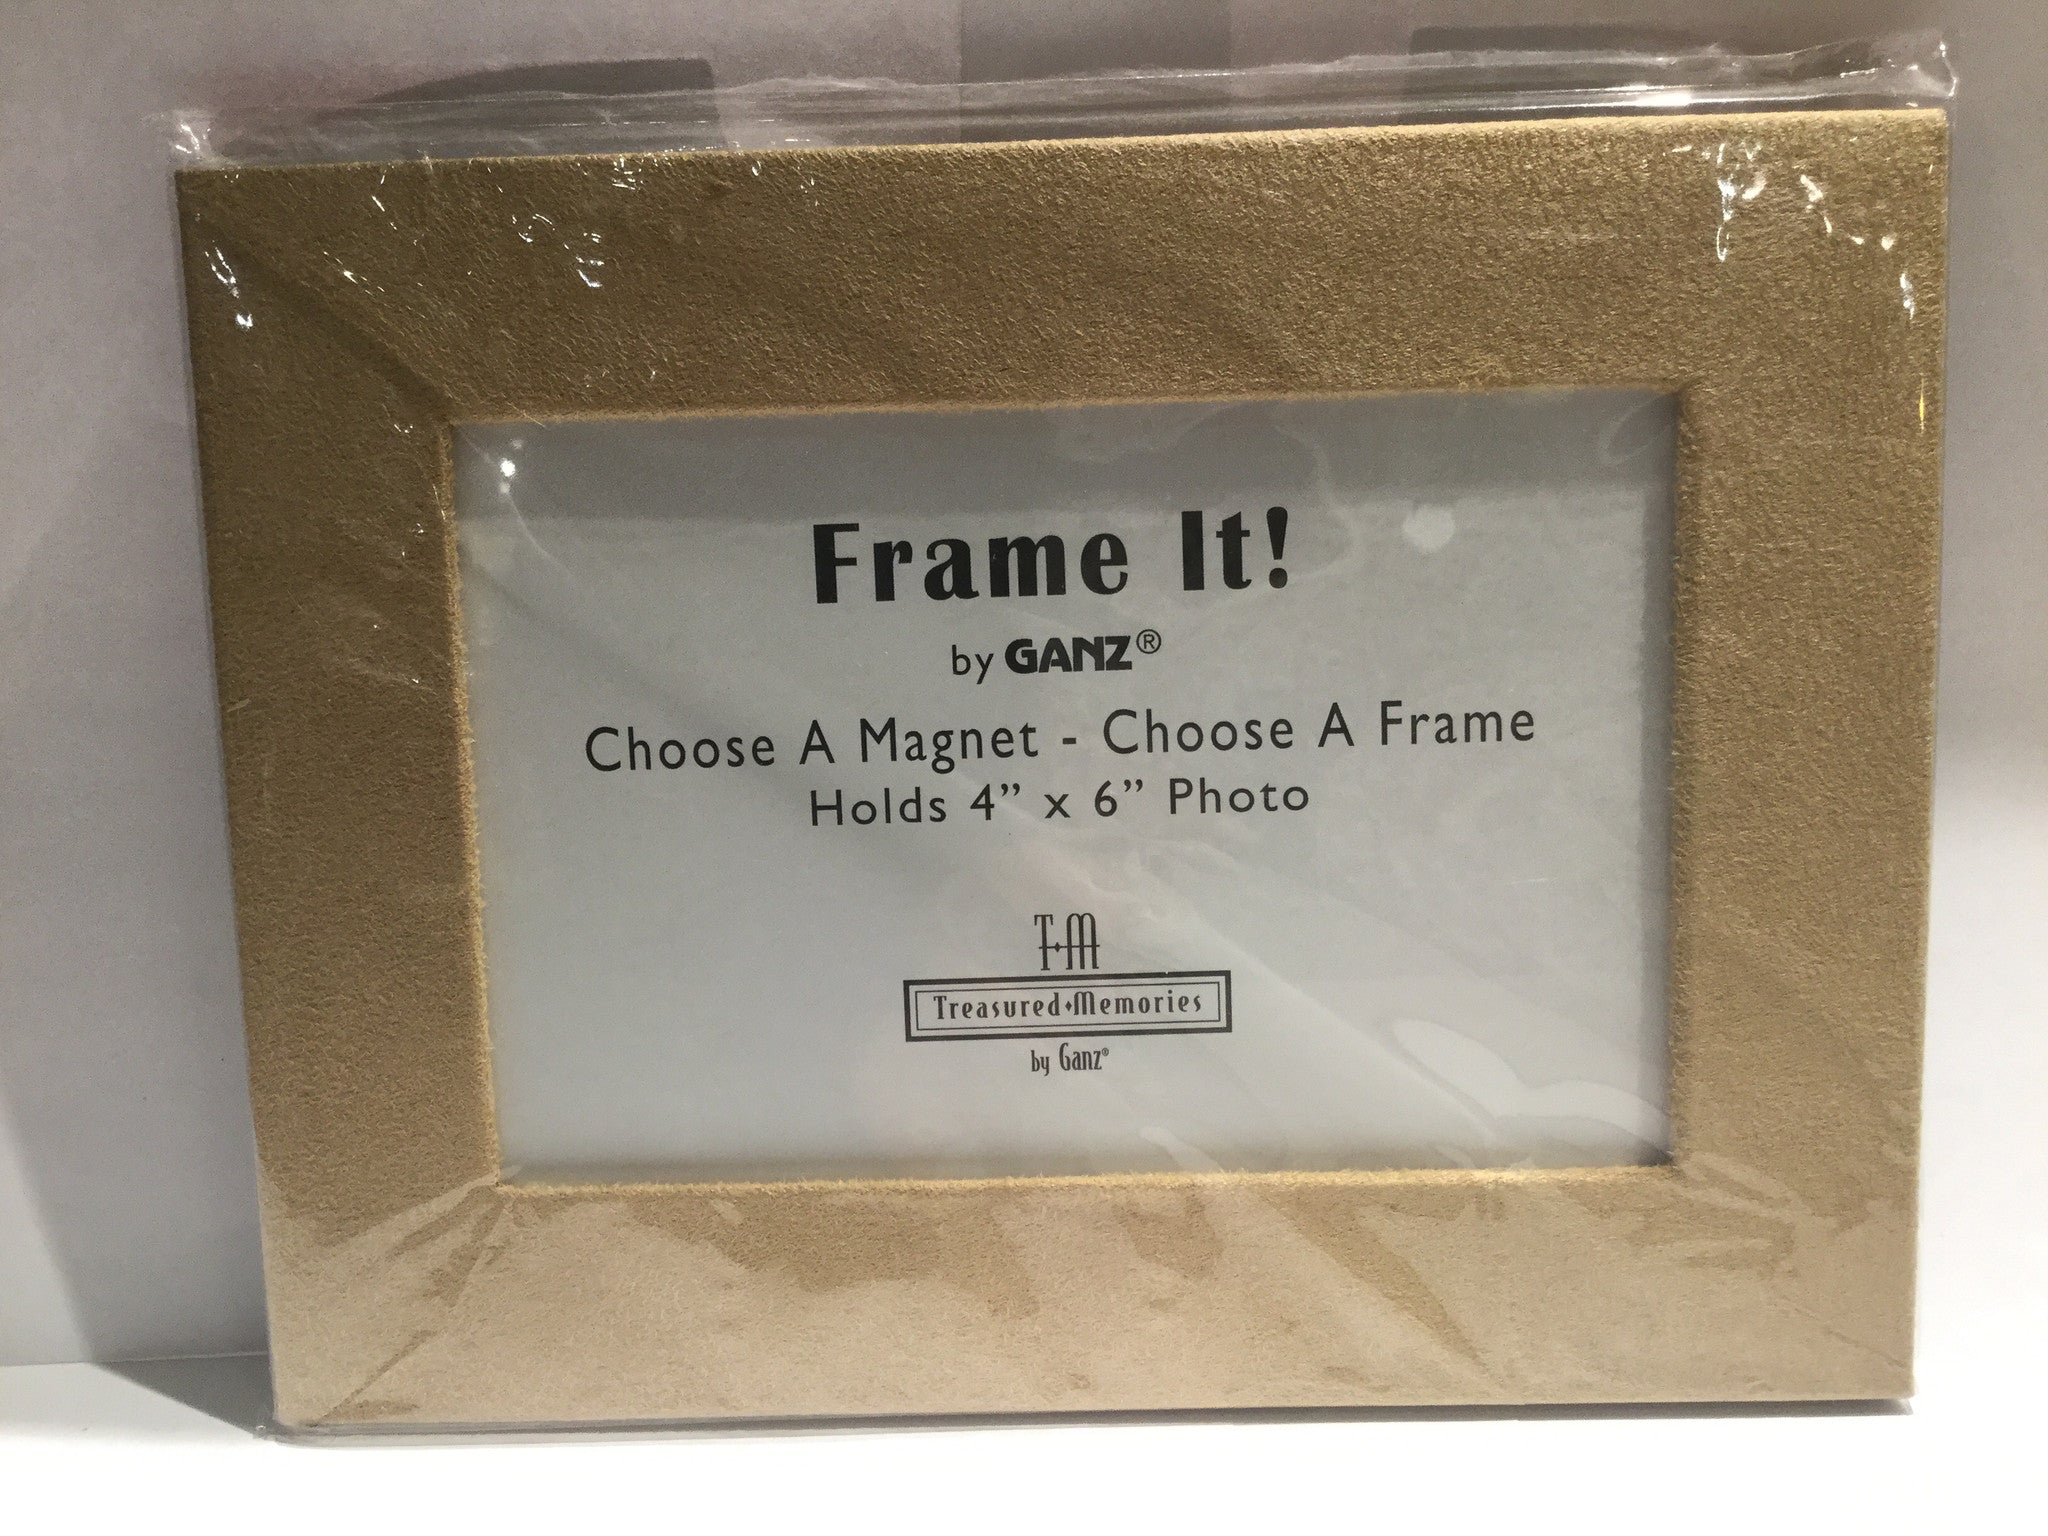 Frame It!
by GANZ®
Choose A Magnet - Choose A Frame
Holds 4” x 6” Photo
T♦M
Treasured♦Memories
by Ganz®